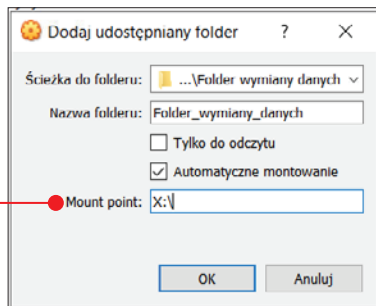 Dodaj udostępniany folder ? ×
Ścieżka do folderu: ...\Folder wymiany danych
Nazwa folderu: Folder_wymiany_danych
Tylko do odczytu
Automatyczne montowanie
Mount point: X:\
OK Anuluj